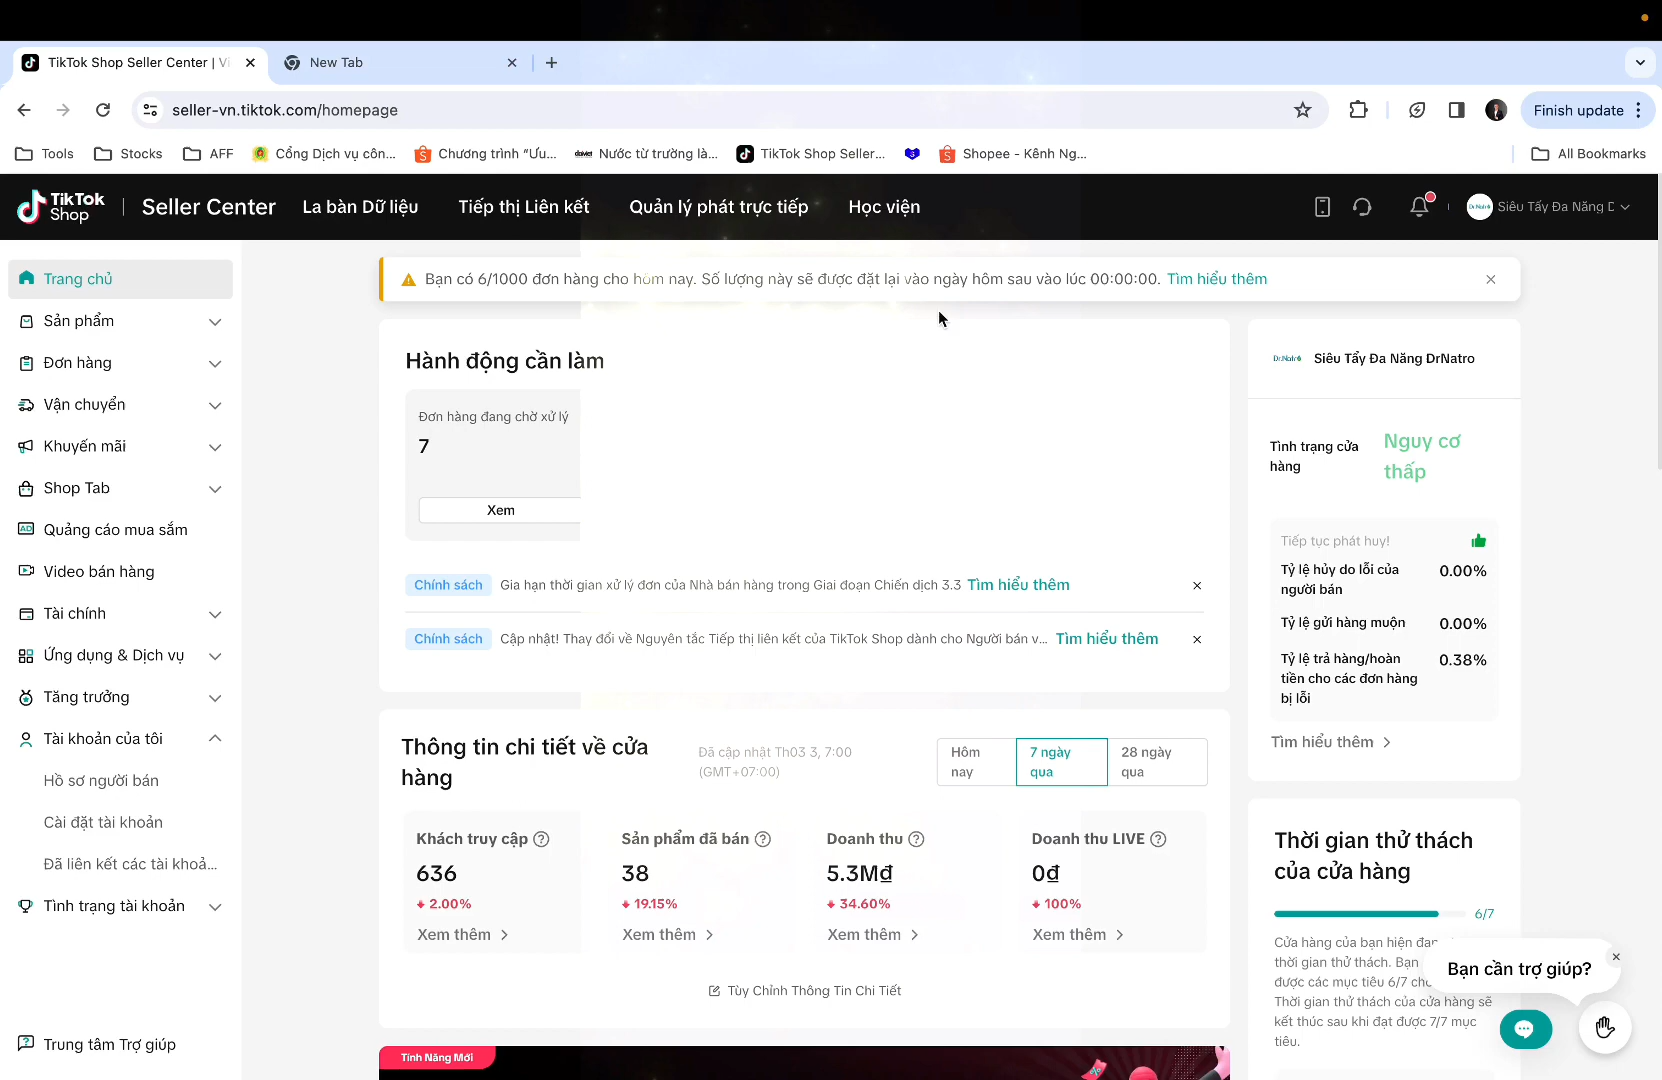 TikTok Shop Seller Center | Vi
New Tab
seller-vn.tiktok.com/homepage
Finish update
Tools
Stocks
AFF
Cổng Dịch vụ côn...
Chương trình "Ưu...
Nước từ trường là...
TikTok Shop Seller...
Shopee - Kênh Ng...
All Bookmarks
TikTok
Shop
Seller Center
La bàn Dữ liệu
Tiếp thị Liên kết
Quản lý phát trực tiếp
Học viện
Siêu Tẩy Đa Năng D
Trang chủ
Sản phẩm
Đơn hàng
Vận chuyển
Khuyến mãi
Shop Tab
Quảng cáo mua sắm
Video bán hàng
Tài chính
Ứng dụng & Dịch vụ
Tăng trưởng
Tài khoản của tôi
Hồ sơ người bán
Cài đặt tài khoản
Đã liên kết các tài khoả...
Tình trạng tài khoản
Trung tâm Trợ giúp
Bạn có 6/1000 đơn hàng cho hôm nay. Số lượng này sẽ được đặt lại vào ngày hôm sau vào lúc 00:00:00. Tìm hiểu thêm
Hành động cần làm
Đơn hàng đang chờ xử lý
7
Xem
Chính sách
Gia hạn thời gian xử lý đơn của Nhà bán hàng trong Giai đoạn Chiến dịch 3.3 Tìm hiểu thêm
Chính sách
Cập nhật! Thay đổi về Nguyên tắc Tiếp thị liên kết của TikTok Shop dành cho Người bán v... Tìm hiểu thêm
Thông tin chi tiết về cửa
hàng
Đã cập nhật Th03 3, 7:00
(GMT+07:00)
Hôm
nay
7 ngày
qua
28 ngày
qua
Khách truy cập
636
2.00%
Xem thêm
Sản phẩm đã bán
38
19.15%
Xem thêm
Doanh thu
5.3M₫
34.60%
Xem thêm
Doanh thu LIVE
0₫
100%
Xem thêm
Tùy Chỉnh Thông Tin Chi Tiết
Tính Năng Mới
Dr.Natro
Siêu Tẩy Đa Năng DrNatro
Tình trạng cửa
hàng
Nguy cơ
thấp
Tiếp tục phát huy!
Tỷ lệ hủy do lỗi của
người bán
0.00%
Tỷ lệ gửi hàng muộn
0.00%
Tỷ lệ trả hàng/hoàn
tiền cho các đơn hàng
bị lỗi
0.38%
Tìm hiểu thêm
Thời gian thử thách
của cửa hàng
6/7
Cửa hàng của bạn hiện đan
thời gian thử thách. Bạn
được các mục tiêu 6/7 cho
Thời gian thử thách của cửa hàng sẽ
kết thúc sau khi đạt được 7/7 mục
tiêu.
Bạn cần trợ giúp?